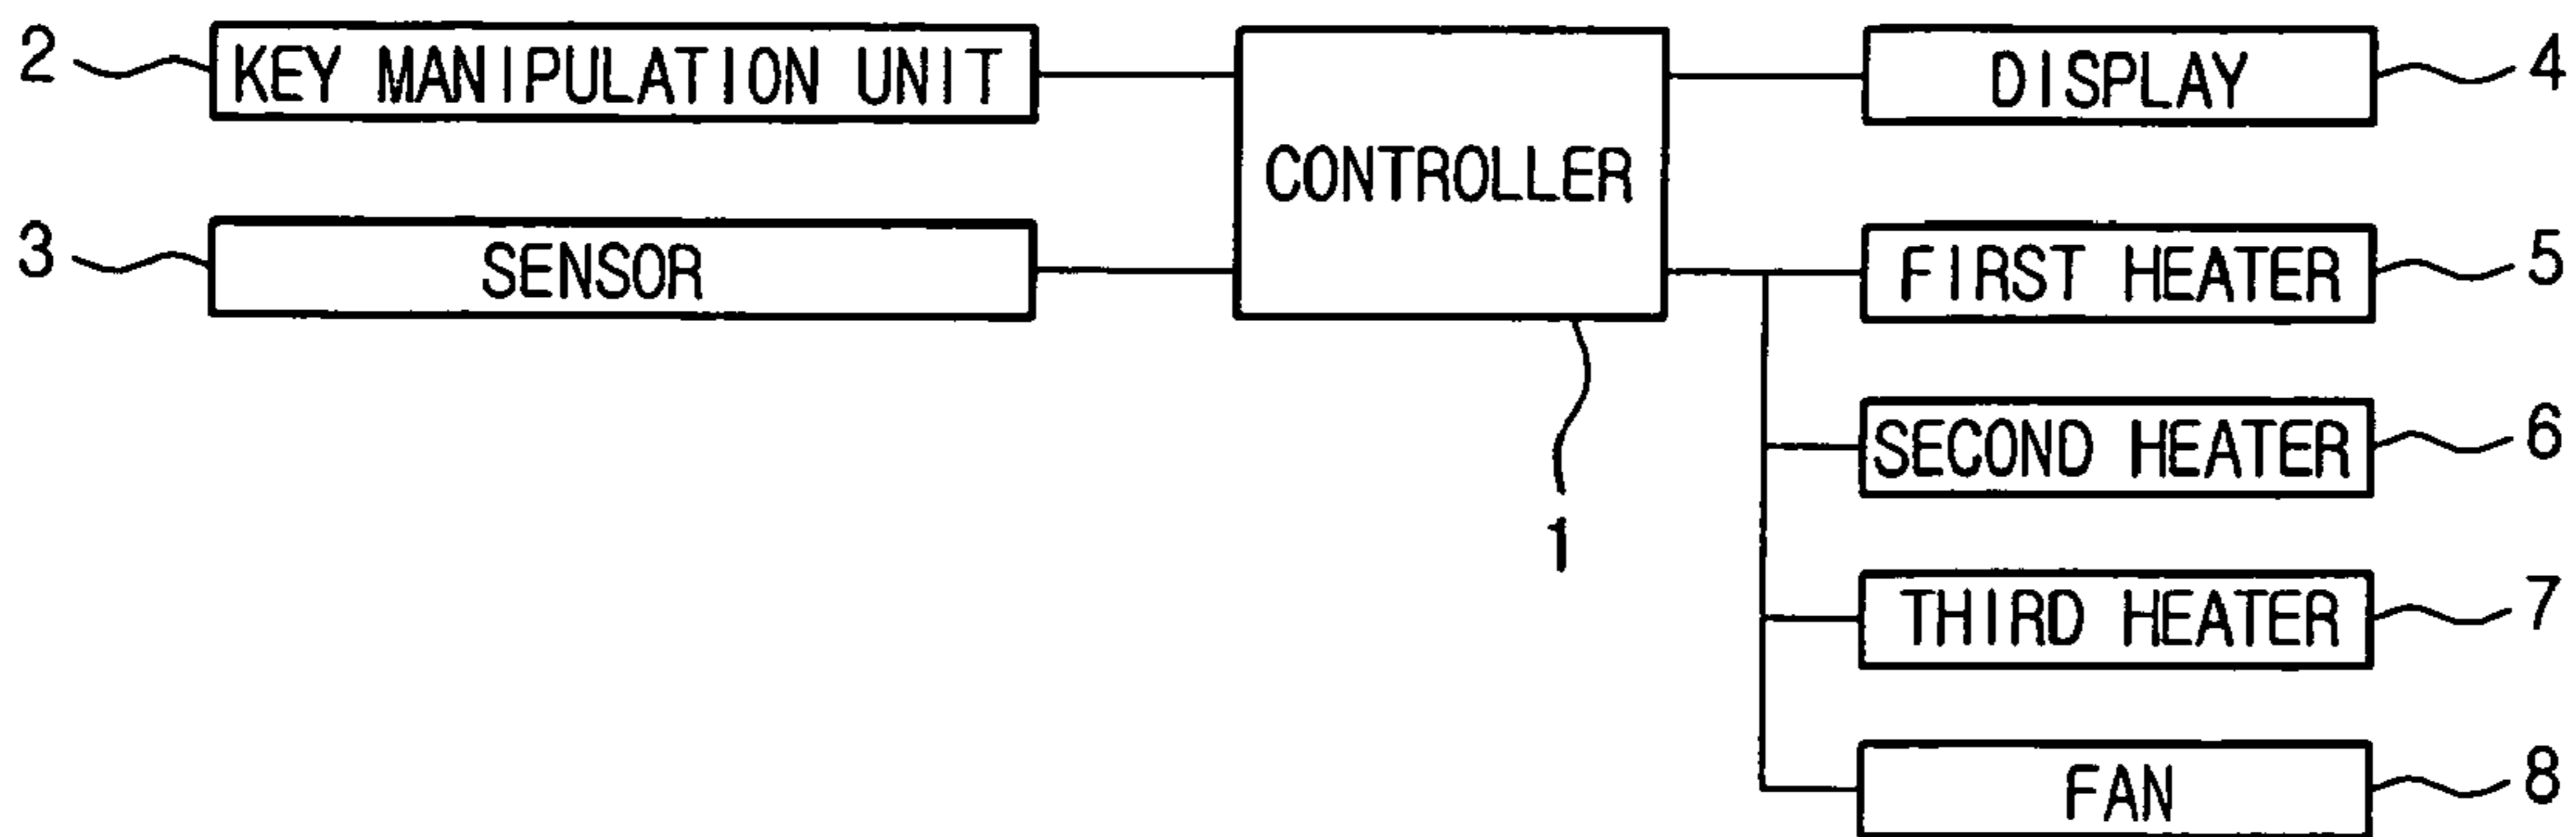 2 KEY MANIPULATION UNIT
3 SENSOR
CONTROLLER
1
DISPLAY 4
FIRST HEATER 5
SECOND HEATER 6
THIRD HEATER 7
FAN 8